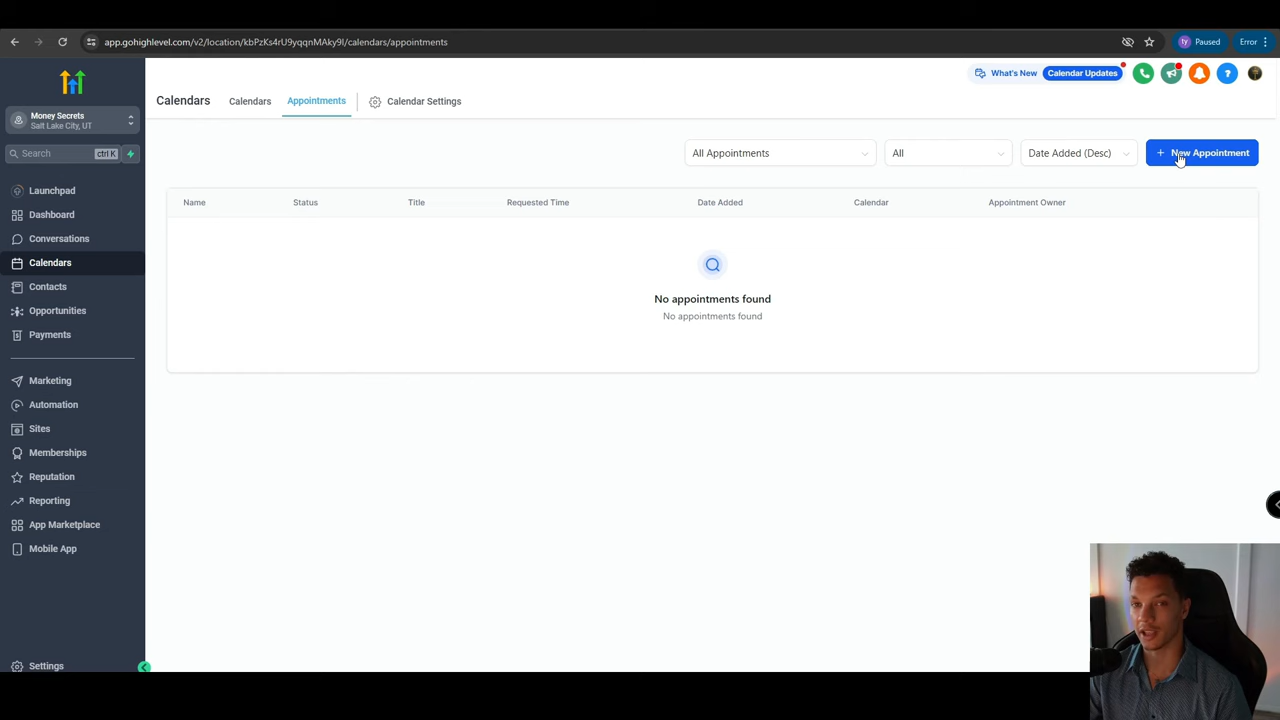 app.gohighlevel.com/v2/location/kbPzKs4rU9yqqnMAky9I/calendars/appointments
ty
Paused
Error
What's New
Calendar Updates
Money Secrets
Salt Lake City, UT
Calendars
Calendars
Appointments
Calendar Settings
Search
ctrl K
All Appointments
All
Date Added (Desc)
+ New Appointment
Launchpad
Dashboard
Conversations
Calendars
Contacts
Opportunities
Payments
Marketing
Automation
Sites
Memberships
Reputation
Reporting
App Marketplace
Mobile App
Settings
Name
Status
Title
Requested Time
Date Added
Calendar
Appointment Owner
No appointments found
No appointments found